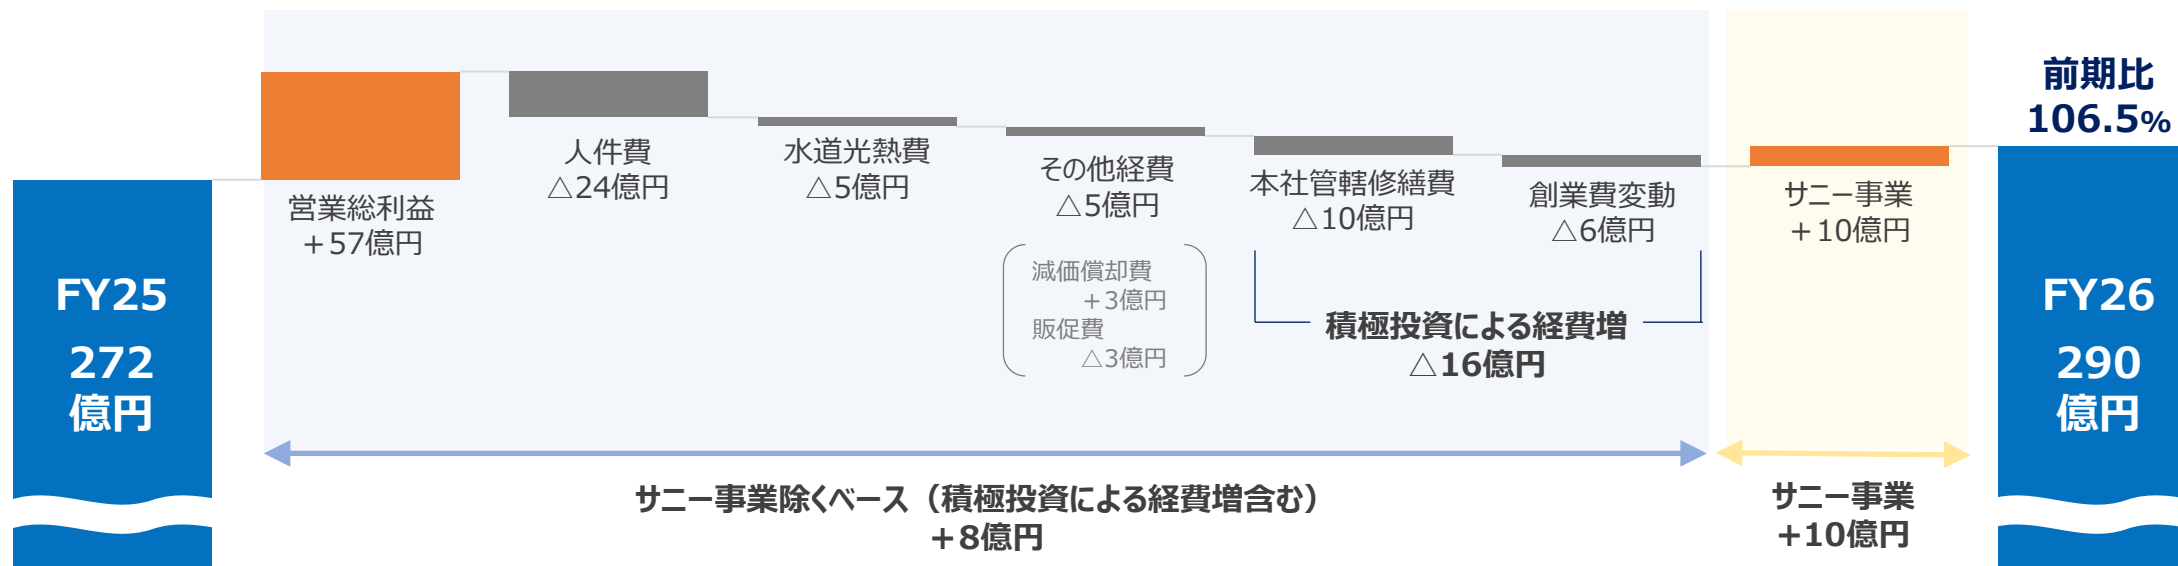 FY25
272
億円
営業総利益
+57億円
人件費
△24億円
水道光熱費
△5億円
その他経費
△5億円
減価償却費
+3億円
販促費
△3億円
本社管轄修繕費
△10億円
創業費変動
△6億円
積極投資による経費増
△16億円
サニー事業
+10億円
前期比
106.5%
FY26
290
億円
サニー事業除くベース（積極投資による経費増含む）
+8億円
サニー事業
+10億円